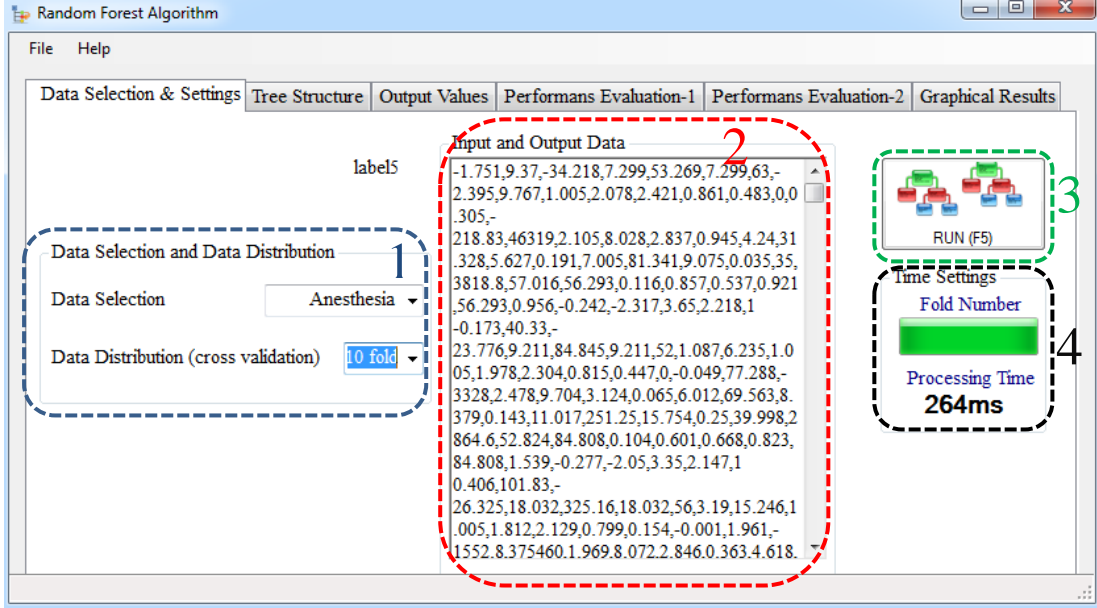 Random Forest Algorithm
File Help
Data Selection & Settings Tree Structure Output Values Performans Evaluation-1 Performans Evaluation-2 Graphical Results
label5
Data Selection and Data Distribution
1
Data Selection Anesthesia
Data Distribution (cross validation) 10 fold
Input and Output Data
2
-1.751,9.37,-34.218,7.299,53.269,7.299,63,-
2.395,9.767,1.005,2.078,2.421,0.861,0.483,0,0
.305,-
218.83,46319,2.105,8.028,2.837,0.945,4.24,31
.328,5.627,0.191,7.005,81.341,9.075,0.035,35,
3818.8,57.016,56.293,0.116,0.857,0.537,0.921
,56.293,0.956,-0.242,-2.317,3.65,2.218,1
-0.173,40.33,-
23.776,9.211,84.845,9.211,52,1.087,6.235,1.0
05,1.978,2.304,0.815,0.447,0,-0.049,77.288,-
3328,2.478,9.704,3.124,0.065,6.012,69.563,8.
379,0.143,11.017,251.25,15.754,0.25,39.998,2
864.6,52.824,84.808,0.104,0.601,0.668,0.823,
84.808,1.539,-0.277,-2.05,3.35,2.147,1
0.406,101.83,-
26.325,18.032,325.16,18.032,56,3.19,15.246,1
.005,1.812,2.129,0.799,0.154,-0.001,1.961,-
1552.8,375460,1.969,8.072,2.846,0.363,4.618,
3
RUN (F5)
Time Settings
Fold Number
4
Processing Time
264ms